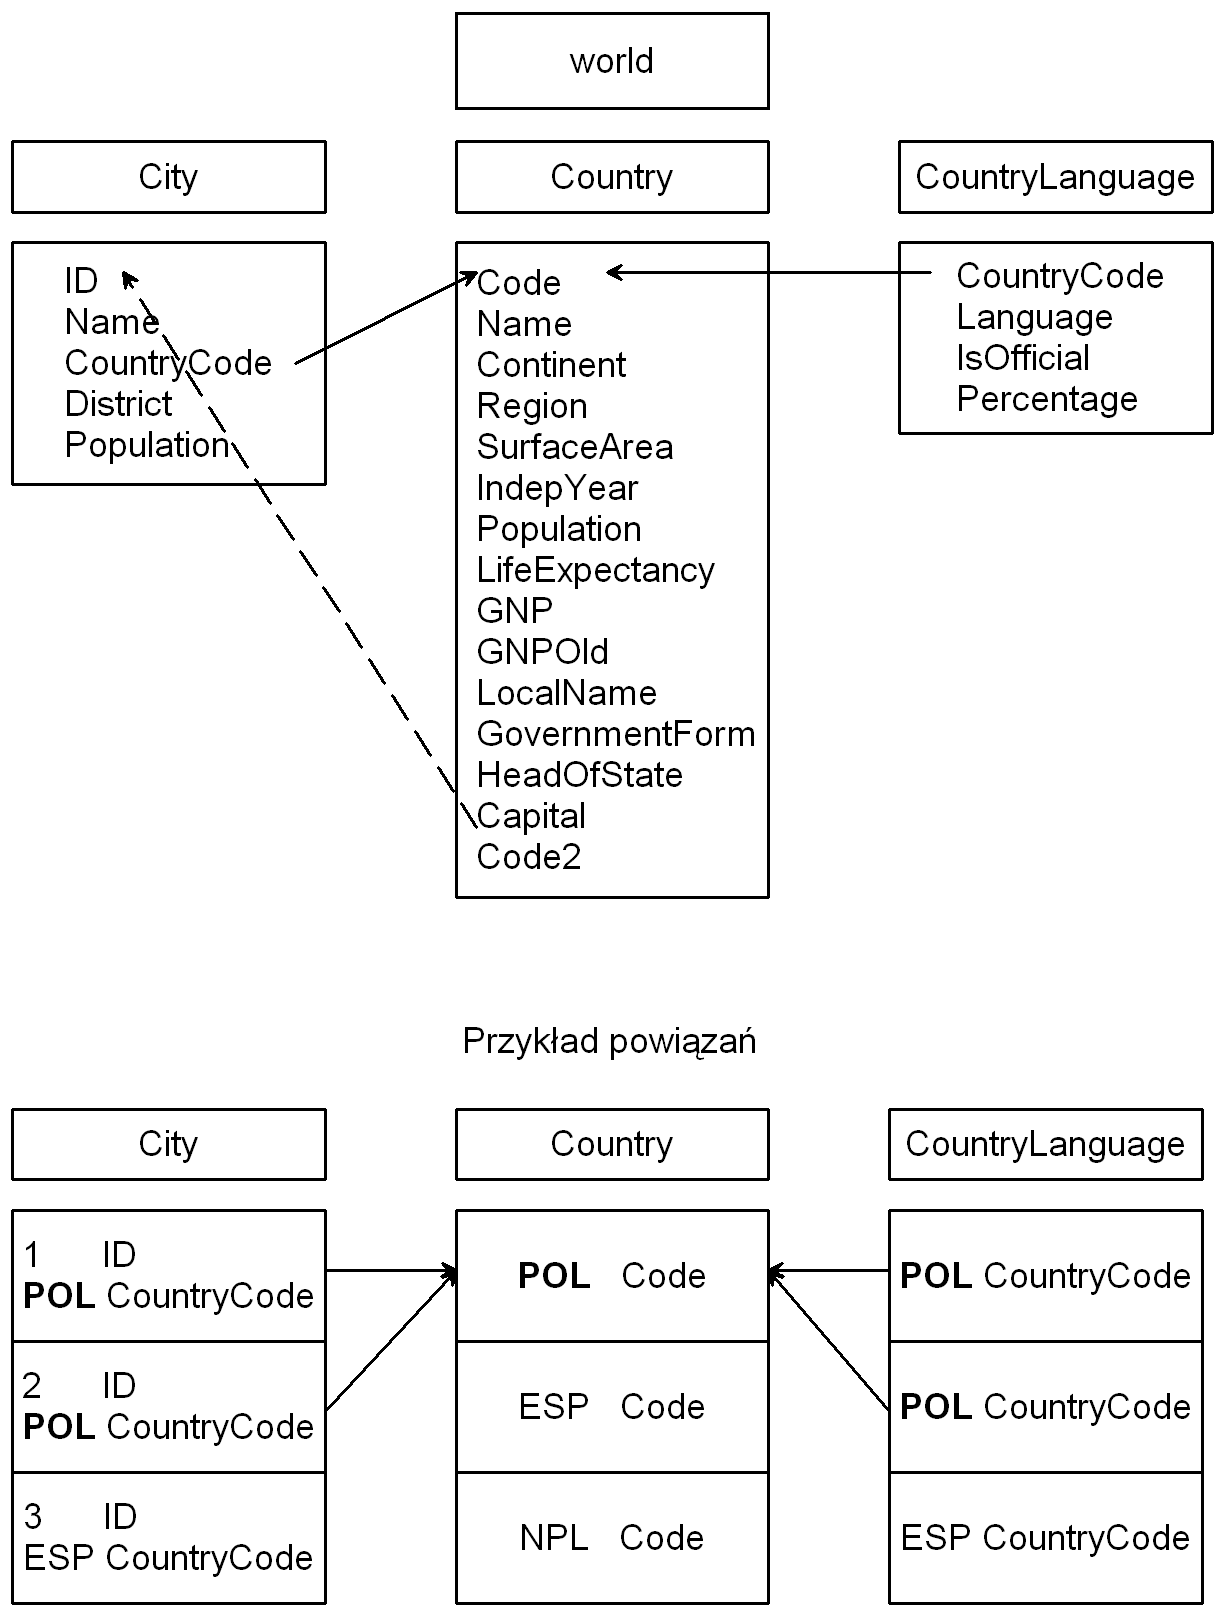 world
City
Country
CountryLanguage
ID
Name
CountryCode
District
Population
Code
Name
Continent
Region
SurfaceArea
IndepYear
Population
LifeExpectancy
GNP
GNPOld
LocalName
GovernmentForm
HeadOfState
Capital
Code2
CountryCode
Language
IsOfficial
Percentage
Przykład powiązań
City
Country
CountryLanguage
1 ID
POL CountryCode
2 ID
POL CountryCode
3 ID
ESP CountryCode
POL Code
ESP Code
NPL Code
POL CountryCode
POL CountryCode
ESP CountryCode